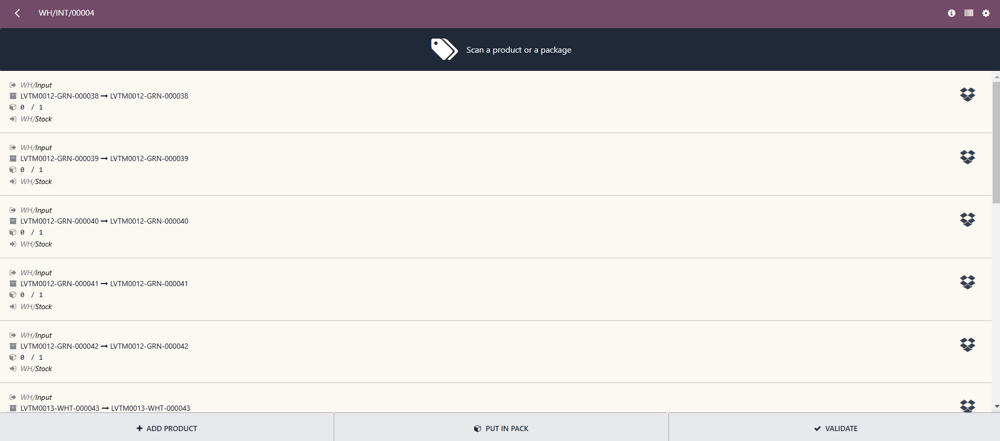 WH/INT/00004
Scan a product or a package
WH/Input
LVTM0012-GRN-000038 → LVTM0012-GRN-000038
0 / 1
WH/Stock
WH/Input
LVTM0012-GRN-000039 → LVTM0012-GRN-000039
0 / 1
WH/Stock
WH/Input
LVTM0012-GRN-000040 → LVTM0012-GRN-000040
0 / 1
WH/Stock
WH/Input
LVTM0012-GRN-000041 → LVTM0012-GRN-000041
0 / 1
WH/Stock
WH/Input
LVTM0012-GRN-000042 → LVTM0012-GRN-000042
0 / 1
WH/Stock
WH/Input
LVTM0013-WHT-000043 → LVTM0013-WHT-000043
ADD PRODUCT
PUT IN PACK
VALIDATE